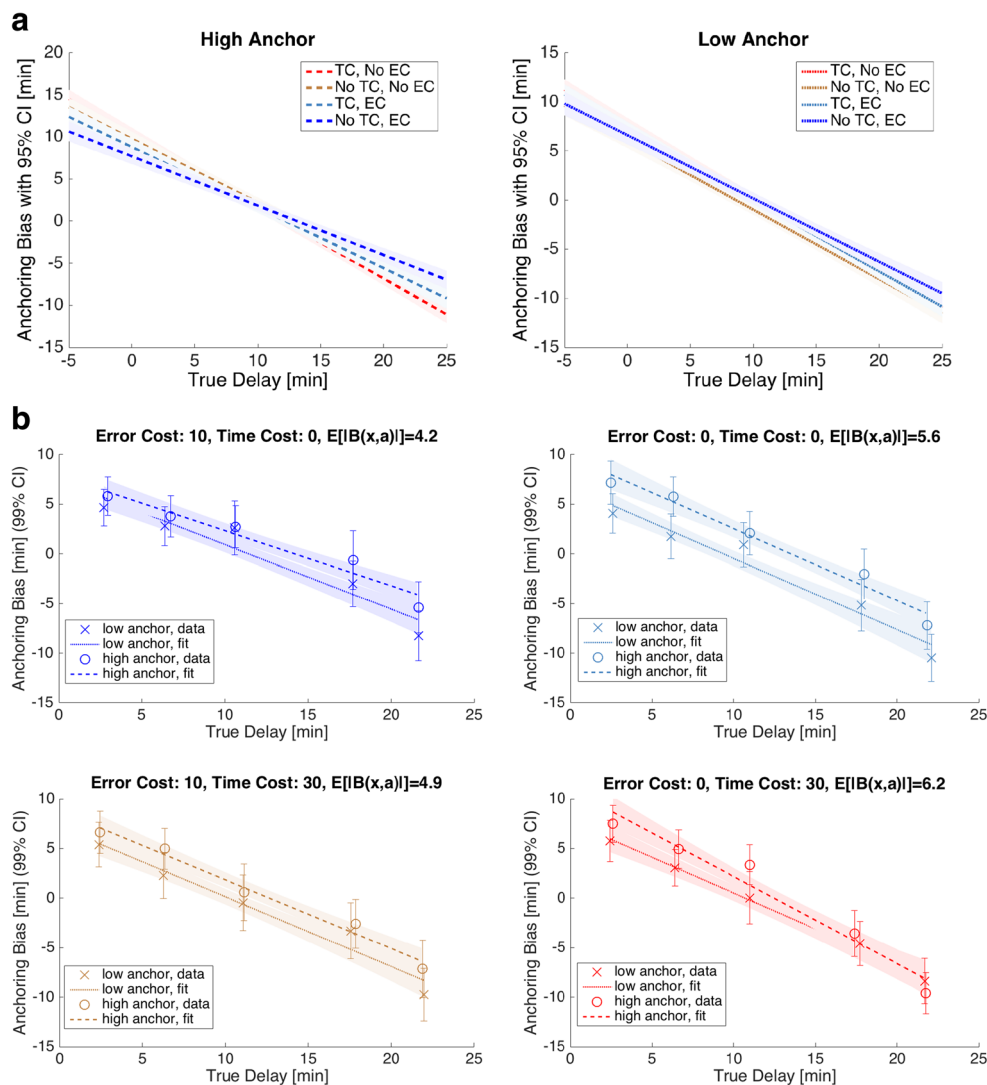 a
High Anchor
Anchoring Bias with 95% CI [min]
20
15
10
5
0
-5
-10
-15
-5
0
5
10
15
20
25
True Delay [min]
TC, No EC
No TC, No EC
TC, EC
No TC, EC
Low Anchor
Anchoring Bias with 95% CI [min]
15
10
5
0
-5
-10
-15
-5
0
5
10
15
20
25
True Delay [min]
TC, No EC
No TC, No EC
TC, EC
No TC, EC
b
Error Cost: 10, Time Cost: 0, E[|B(x,a)|]=4.2
Anchoring Bias [min] (99% CI)
10
5
0
-5
-10
-15
0
5
10
15
20
25
True Delay [min]
low anchor, data
low anchor, fit
high anchor, data
high anchor, fit
Error Cost: 0, Time Cost: 0, E[|B(x,a)|]=5.6
Anchoring Bias [min] (99% CI)
10
5
0
-5
-10
-15
0
5
10
15
20
25
True Delay [min]
low anchor, data
low anchor, fit
high anchor, data
high anchor, fit
Error Cost: 10, Time Cost: 30, E[|B(x,a)|]=4.9
Anchoring Bias [min] (99% CI)
10
5
0
-5
-10
-15
0
5
10
15
20
25
True Delay [min]
low anchor, data
low anchor, fit
high anchor, data
high anchor, fit
Error Cost: 0, Time Cost: 30, E[|B(x,a)|]=6.2
Anchoring Bias [min] (99% CI)
10
5
0
-5
-10
-15
0
5
10
15
20
25
True Delay [min]
low anchor, data
low anchor, fit
high anchor, data
high anchor, fit